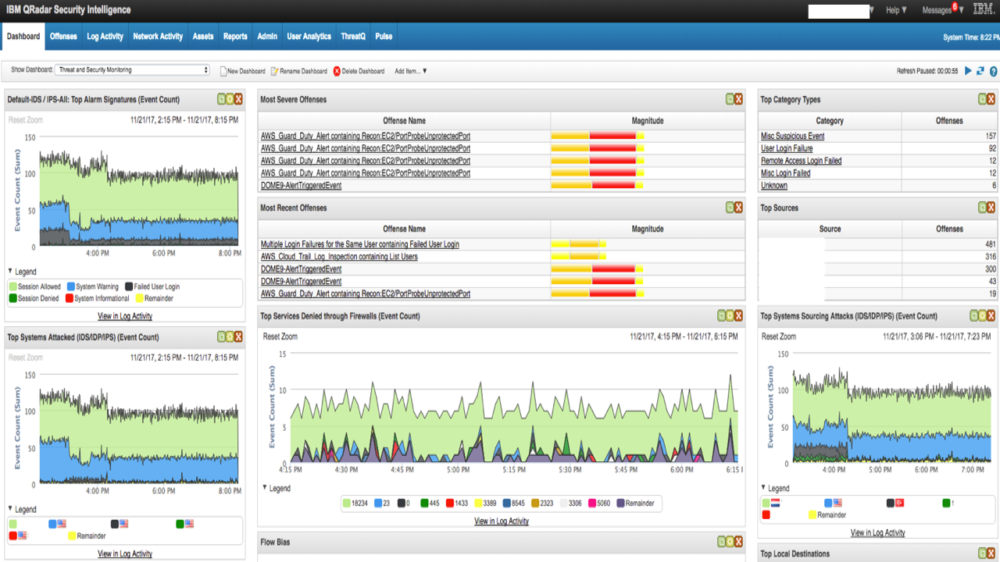 IBM QRadar Security Intelligence
Help ▼
Messages 6 ▼
IBM
Dashboard Offenses Log Activity Network Activity Assets Reports Admin User Analytics ThreatQ Pulse
System Time: 8:22 PM
Show Dashboard: Threat and Security Monitoring
New Dashboard Rename Dashboard Delete Dashboard Add Item... ▼
Refresh Paused: 00:00:55
Default-IDS / IPS-All: Top Alarm Signatures (Event Count)
Reset Zoom 11/21/17, 2:15 PM - 11/21/17, 8:15 PM
Event Count (Sum)
150
100
50
0
4:00 PM 6:00 PM 8:00 PM
▼ Legend
Session Allowed System Warning Failed User Login
Session Denied System Informational Remainder
View in Log Activity
Top Systems Attacked (IDS/IDP/IPS) (Event Count)
Reset Zoom 11/21/17, 2:15 PM - 11/21/17, 8:15 PM
Event Count (Sum)
150
100
50
0
4:00 PM 6:00 PM 8:00 PM
▼ Legend
Remainder
View in Log Activity
Most Severe Offenses
Offense Name Magnitude
AWS_Guard_Duty_Alert containing Recon:EC2/PortProbeUnprotectedPort
AWS_Guard_Duty_Alert containing Recon:EC2/PortProbeUnprotectedPort
AWS_Guard_Duty_Alert containing Recon:EC2/PortProbeUnprotectedPort
AWS_Guard_Duty_Alert containing Recon:EC2/PortProbeUnprotectedPort
DOME9-AlertTriggeredEvent
Most Recent Offenses
Offense Name Magnitude
Multiple Login Failures for the Same User containing Failed User Login
AWS_Cloud_Trail_Log_Inspection containing List Users
DOME9-AlertTriggeredEvent
DOME9-AlertTriggeredEvent
AWS_Guard_Duty_Alert containing Recon:EC2/PortProbeUnprotectedPort
Top Services Denied through Firewalls (Event Count)
Reset Zoom 11/21/17, 4:15 PM - 11/21/17, 6:15 PM
Event Count (Sum)
15
10
5
0
4:15 PM 4:30 PM 4:45 PM 5:00 PM 5:15 PM 5:30 PM 5:45 PM 6:00 PM 6:15
▼ Legend
18234 23 0 445 1433 3389 8545 2323 3306 5060 Remainder
View in Log Activity
Flow Bias
Top Category Types
Category Offenses
Misc Suspicious Event 157
User Login Failure 92
Remote Access Login Failed 12
Misc Login Failed 12
Unknown 6
Top Sources
Source Offenses
481
316
300
43
19
Top Systems Sourcing Attacks (IDS/IDP/IPS) (Event Count)
Reset Zoom 11/21/17, 3:06 PM - 11/21/17, 7:23 PM
Event Count (Sum)
150
100
50
0
4:00 PM 5:00 PM 6:00 PM 7:00 PM
▼ Legend
1
Remainder
View in Log Activity
Top Local Destinations